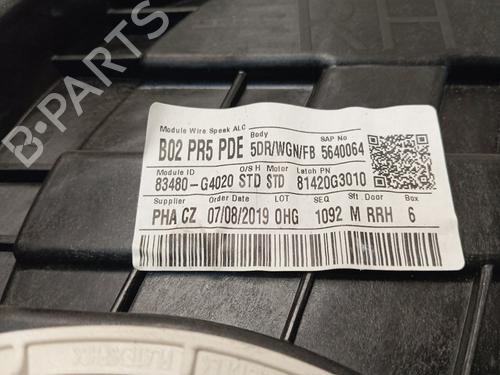 RH
B-PARTS
Module Wire Speak ALC Body SAP No
B02 PR5 PDE 5DR/WGN/FB 5640064
Module ID O/S H Motor Latch PN
83480-G4020 STD STD 81420G3010
Supplier Order Date LOT SEQ Sft Door Box
PHA CZ 07/08/2019 0HG 1092 M RRH 6